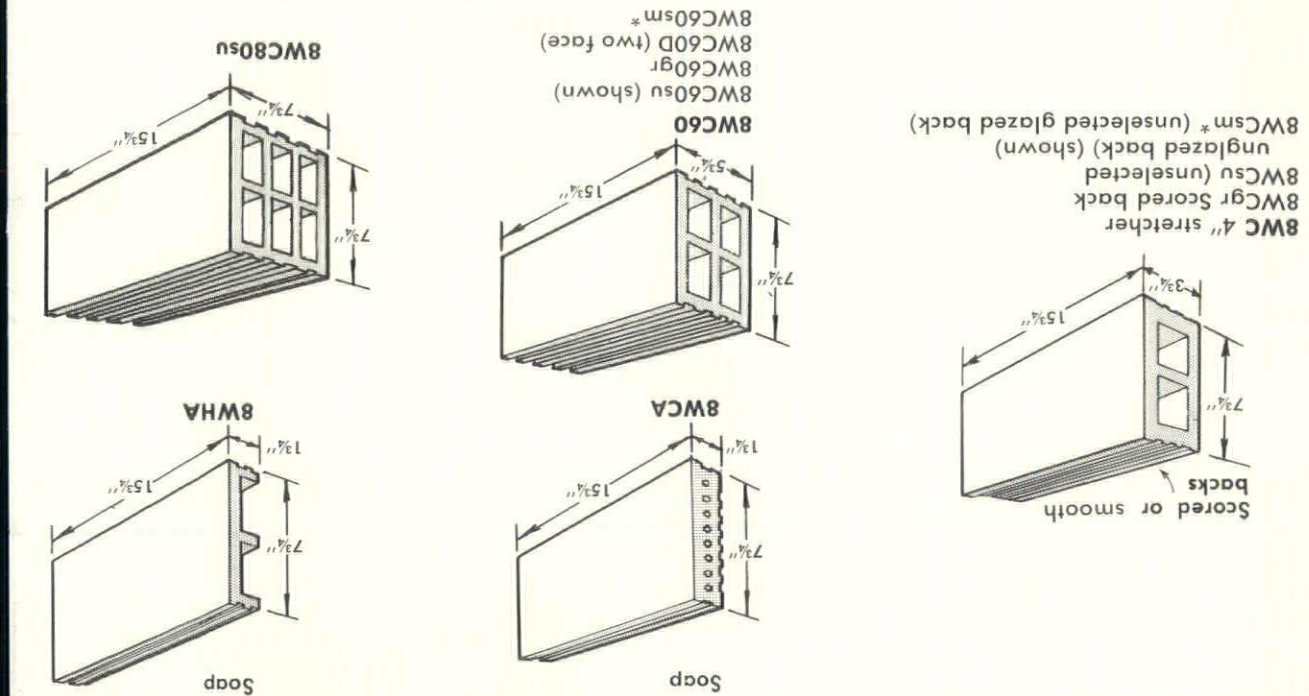 Soap
7¾"
1¾"
15¾"
8WHA
7¾"
7¾"
15¾"
8WC80su
Soap
7¾"
1¾"
15¾"
8WCA
7¾"
5¾"
15¾"
8WC60
8WC60su (shown)
8WC60gr
8WC60D (two face)
8WC60sm*
Scored or smooth
backs
7¾"
3¾"
15¾"
8WC 4" stretcher
8WCgr Scored back
8WCsu (unselected
unglazed back) (shown)
8WCsm* (unselected glazed back)